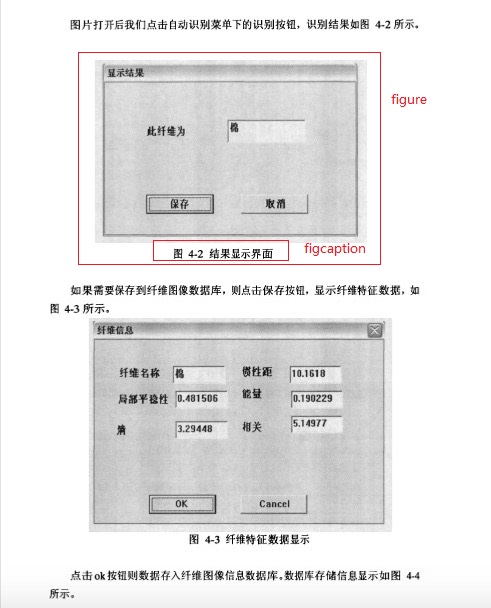 图片打开后我们点击自动识别菜单下的识别按钮，识别结果如图 4-2 所示。
显示结果
figure
此纤维为 棉
保存 取消
图 4-2 结果显示界面
figcaption
如果需要保存到纤维图像数据库，则点击保存按钮，显示纤维特征数据，如
图 4-3 所示。
纤维信息
纤维名称 棉 惯性距 10.1618
局部平稳性 0.481506 能量 0.190229
熵 3.29448 相关 5.14977
OK Cancel
图 4-3 纤维特征数据显示
点击 ok 按钮则数据存入纤维图像信息数据库。数据库存储信息显示如图 4-4
所示。